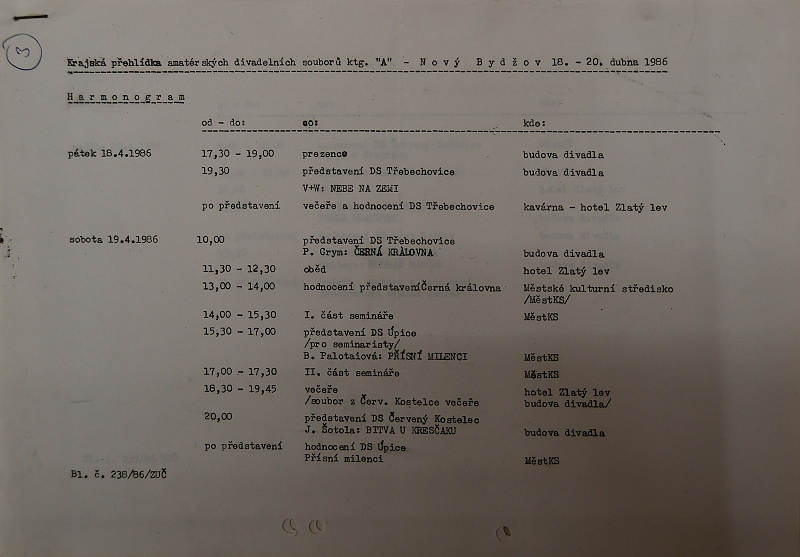 3
Krajská přehlídka amatérských divadelních souborů ktg. "A" - N o v ý  B y d ž o v  18. - 20. dubna 1986
H a r m o n o g r a m
od - do: co: kde:
pátek 18.4.1986 17,30 - 19,00 prezence budova divadla
19,30 představení DS Třebechovice budova divadla
V+W: NEBE NA ZEMI
po představení večeře a hodnocení DS Třebechovice kavárna - hotel Zlatý lev
sobota 19.4.1986 10,00 představení DS Třebechovice
P. Grym: ČERNÁ KRÁLOVNA budova divadla
11,30 - 12,30 oběd hotel Zlatý lev
13,00 - 14,00 hodnocení představeníČerná královna Městské kulturní středisko
/MěstKS/
14,00 - 15,30 I. část semináře MěstKS
15,30 - 17,00 představení DS Úpice
/pro seminaristy/
B. Palotaiová: PŘÍSNÍ MILENCI MěstKS
17,00 - 17,30 II. část semináře MěstKS
18,30 - 19,45 večeře hotel Zlatý lev
/soubor z Červ. Kostelce večeře budova divadla/
20,00 představení DS Červený Kostelec
J. Šotola: BITVA U KRESČAKU budova divadla
po představení hodnocení DS Úpice
Přísní milenci MěstKS
Bl. č. 238/86/ZUČ